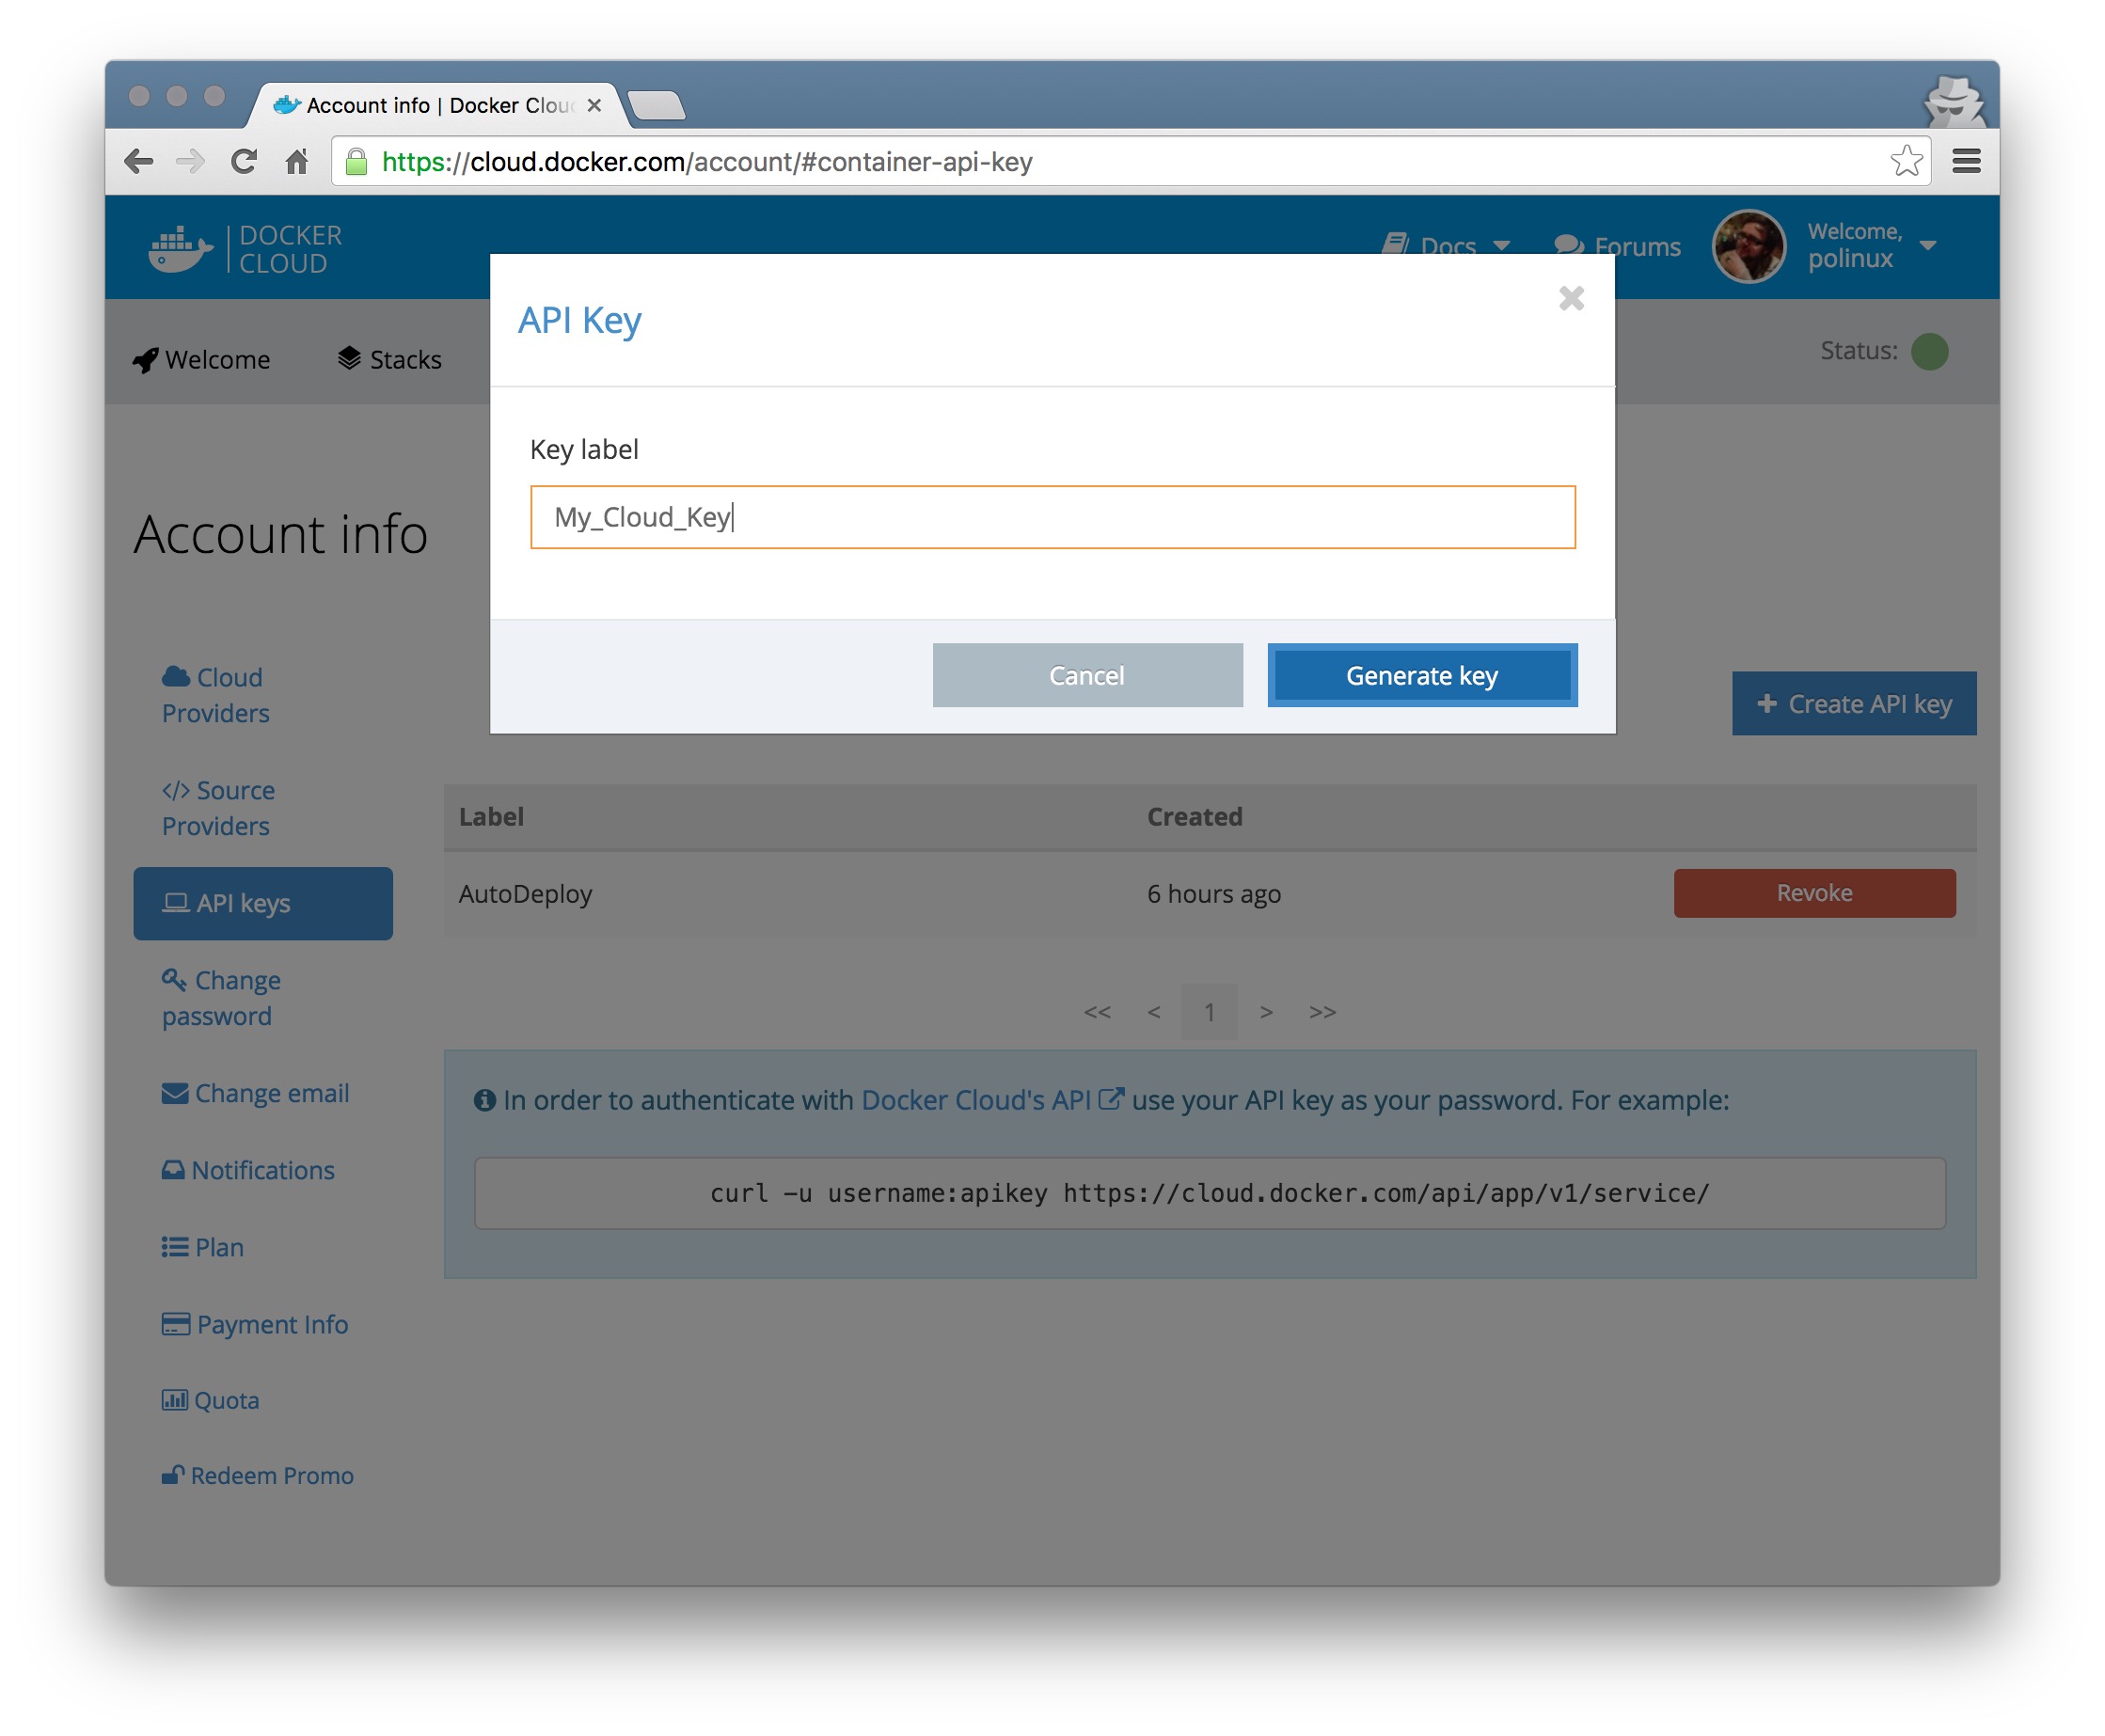 Account info | Docker Clou
https://cloud.docker.com/account/#container-api-key
DOCKER
CLOUD
Docs
Forums
Welcome,
polinux
Welcome
Stacks
Status:
API Key
Key label
My_Cloud_Key
Cancel
Generate key
Account info
Cloud
Providers
Source
Providers
API keys
Change
password
Change email
Notifications
Plan
Payment Info
Quota
Redeem Promo
+ Create API key
Label Created
AutoDeploy 6 hours ago Revoke
<< < 1 > >>
In order to authenticate with Docker Cloud's API use your API key as your password. For example:
curl -u username:apikey https://cloud.docker.com/api/app/v1/service/